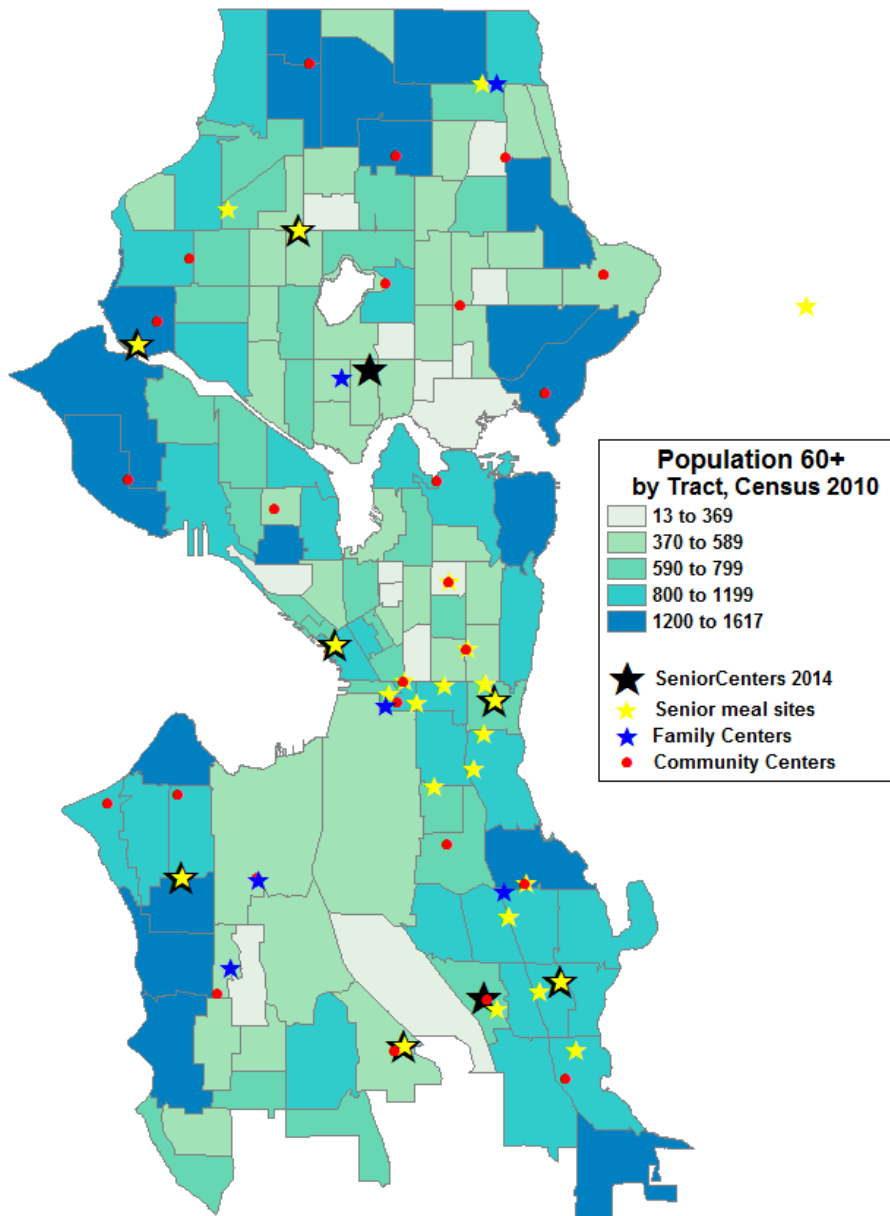 Population 60+
by Tract, Census 2010
13 to 369
370 to 589
590 to 799
800 to 1199
1200 to 1617
SeniorCenters 2014
Senior meal sites
Family Centers
Community Centers